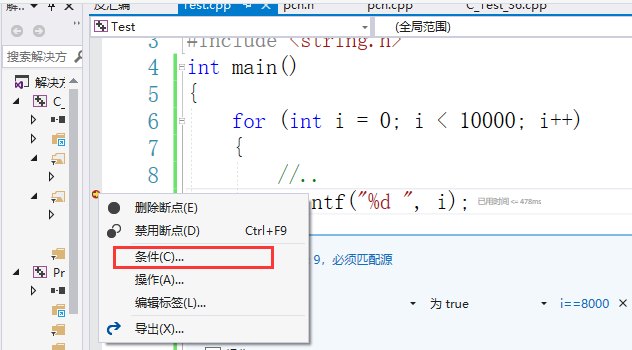 解... 反汇编 Test.cpp pch.h pch.cpp C_Test_36.cpp
Test (全局范围)
搜索解决方
解决方
C_
Pr
3 #include <string.h>
4 int main()
5 {
6 for (int i = 0; i < 10000; i++)
7 {
8 //..
ntf("%d ", i); 已用时间 <= 478ms
删除断点(E)
禁用断点(D) Ctrl+F9
条件(C)...
操作(A)...
编辑标签(L)...
导出(X)...
9，必须匹配源
为 true i==8000